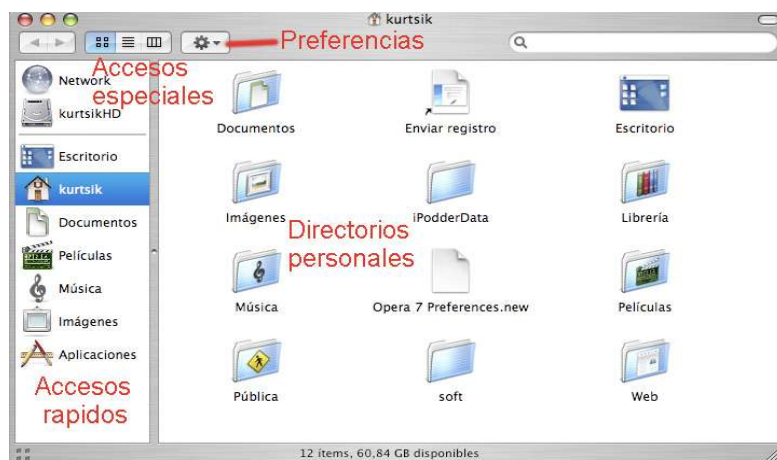 kurtsik
Preferencias
Accesos
especiales
Network
kurtsikHD
Escritorio
kurtsik
Documentos
Películas
Música
Imágenes
Aplicaciones
Accesos
rapidos
Documentos
Enviar registro
Escritorio
Imágenes
iPodderData
Librería
Directorios
personales
Música
Opera 7 Preferences.new
Películas
Pública
soft
Web
12 items, 60,84 GB disponibles